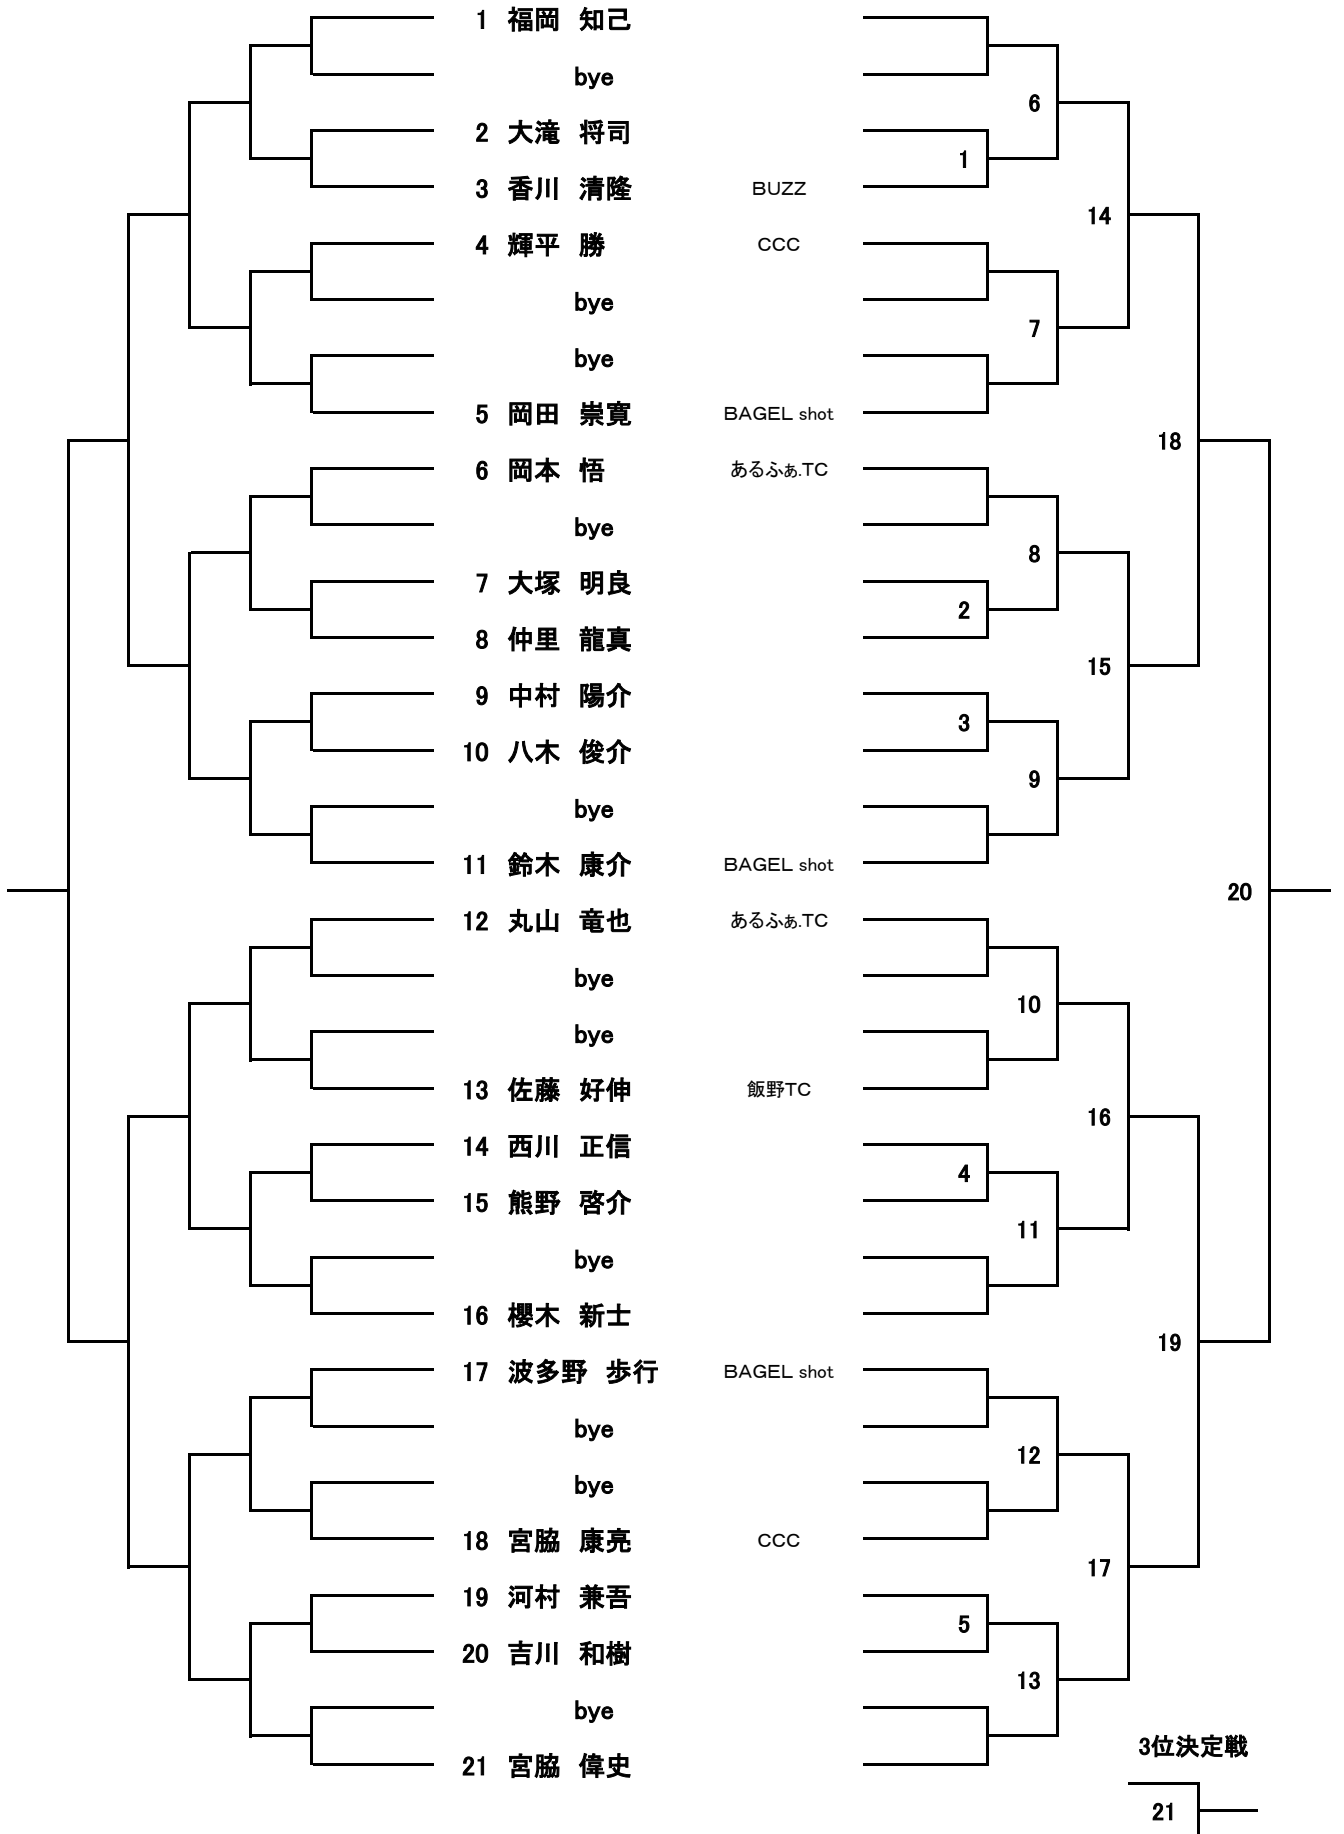 1 福岡 知己
bye
6
2 大滝 将司
1
3 香川 清隆 BUZZ
14
4 輝平 勝 CCC
bye
7
bye
5 岡田 崇寛 BAGEL shot
18
6 岡本 悟 あるふぁ.TC
bye
8
7 大塚 明良
2
8 仲里 龍真
15
9 中村 陽介
3
10 八木 俊介
9
bye
11 鈴木 康介 BAGEL shot
20
12 丸山 竜也 あるふぁ.TC
bye
10
bye
13 佐藤 好伸 飯野TC
16
14 西川 正信
4
15 熊野 啓介
11
bye
16 櫻木 新士
19
17 波多野 歩行 BAGEL shot
bye
12
bye
18 宮脇 康亮 CCC
17
19 河村 兼吾
5
20 吉川 和樹
13
bye
3位決定戦
21 宮脇 偉史
21